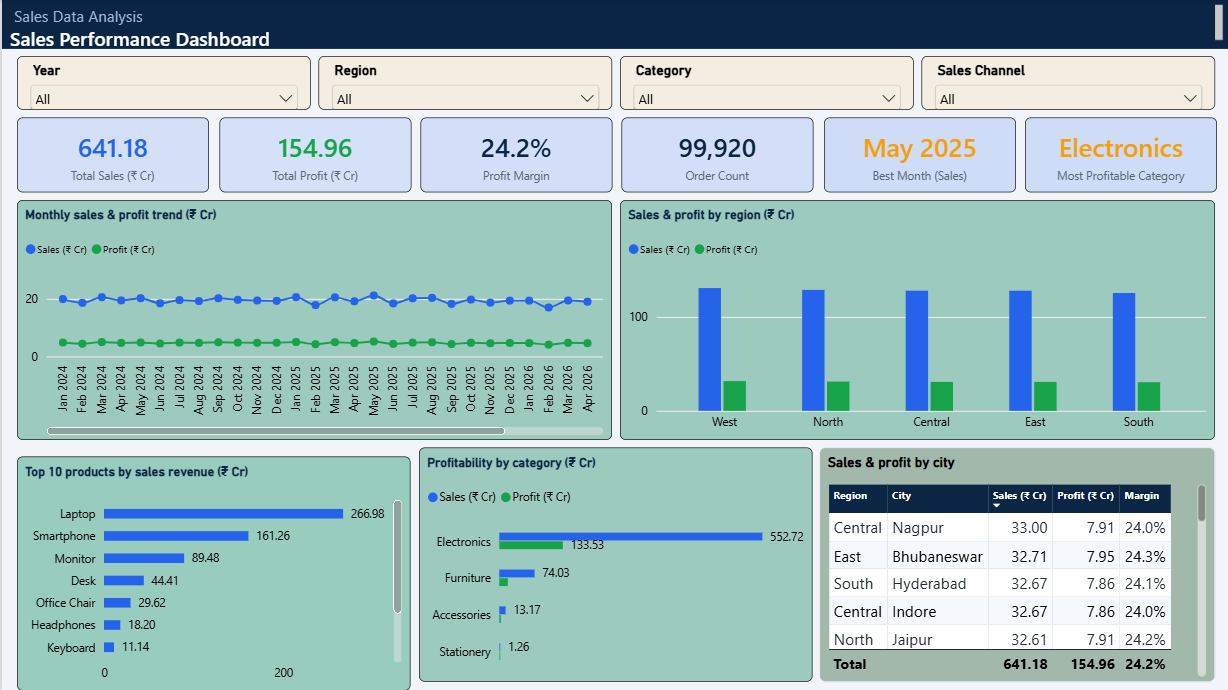 Sales Data Analysis
Sales Performance Dashboard
Year
All
Region
All
Category
All
Sales Channel
All
641.18
Total Sales (₹ Cr)
154.96
Total Profit (₹ Cr)
24.2%
Profit Margin
99,920
Order Count
May 2025
Best Month (Sales)
Electronics
Most Profitable Category
Monthly sales & profit trend (₹ Cr)
Sales (₹ Cr) Profit (₹ Cr)
20
0
Jan 2024
Feb 2024
Mar 2024
Apr 2024
May 2024
Jun 2024
Jul 2024
Aug 2024
Sep 2024
Oct 2024
Nov 2024
Dec 2024
Jan 2025
Feb 2025
Mar 2025
Apr 2025
May 2025
Jun 2025
Jul 2025
Aug 2025
Sep 2025
Oct 2025
Nov 2025
Dec 2025
Jan 2026
Feb 2026
Mar 2026
Apr 2026
Sales & profit by region (₹ Cr)
Sales (₹ Cr) Profit (₹ Cr)
100
0
West North Central East South
Top 10 products by sales revenue (₹ Cr)
Laptop 266.98
Smartphone 161.26
Monitor 89.48
Desk 44.41
Office Chair 29.62
Headphones 18.20
Keyboard 11.14
0 200
Profitability by category (₹ Cr)
Sales (₹ Cr) Profit (₹ Cr)
Electronics 552.72
133.53
Furniture 74.03
Accessories 13.17
Stationery 1.26
Sales & profit by city
Region City Sales (₹ Cr) Profit (₹ Cr) Margin
Central Nagpur 33.00 7.91 24.0%
East Bhubaneswar 32.71 7.95 24.3%
South Hyderabad 32.67 7.86 24.1%
Central Indore 32.67 7.86 24.0%
North Jaipur 32.61 7.91 24.2%
Total 641.18 154.96 24.2%